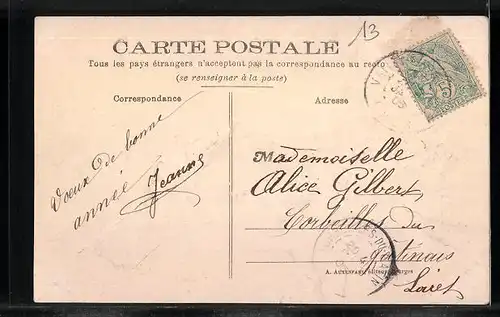 13
CARTE POSTALE
Tous les pays étrangers n'acceptent pas la correspondance au recto
(se renseigner à la poste)
Correspondance
Adresse
Voeux de bonne
année
Jeanne
Mademoiselle
Alice Gilbert
Corbeilles du
Gâtinais
Loiret